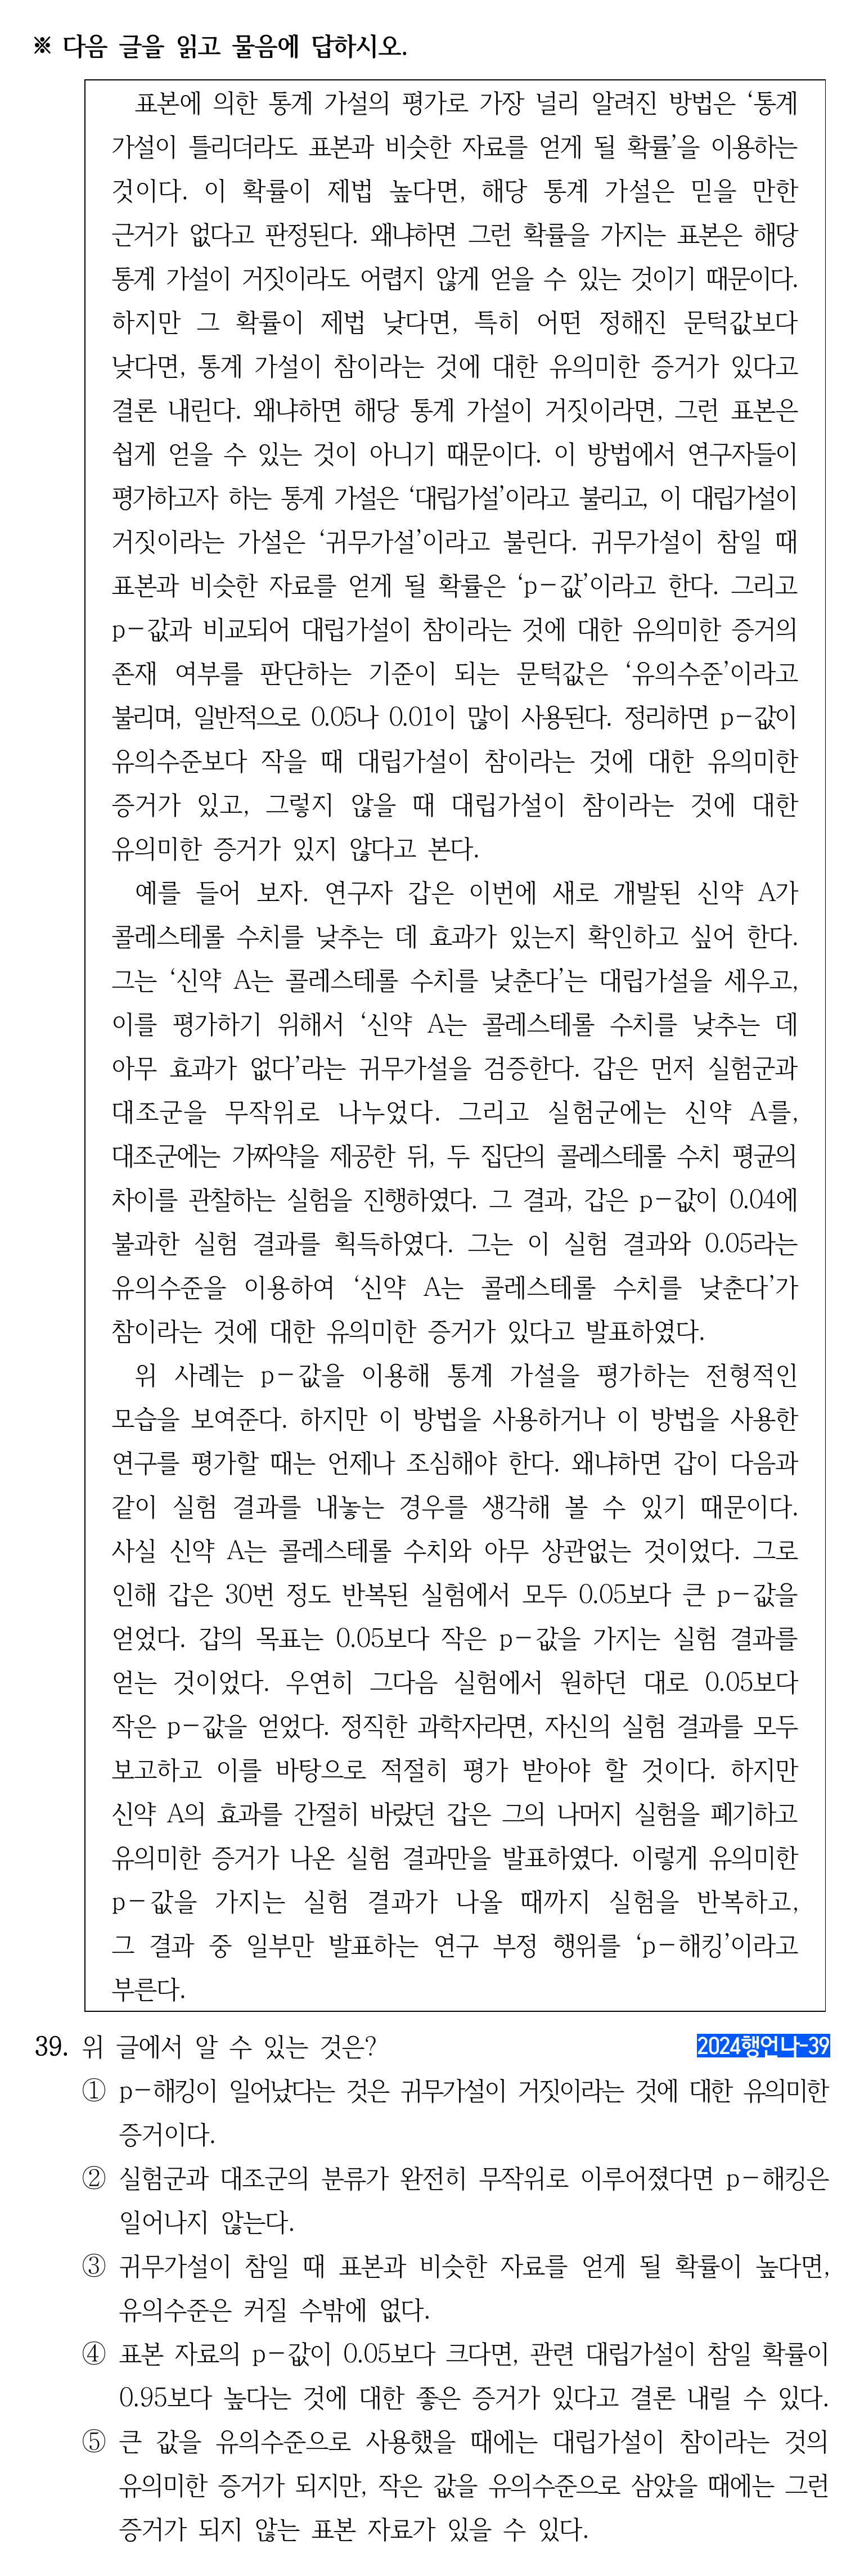 ※ 다음 글을 읽고 물음에 답하시오.
표본에 의한 통계 가설의 평가로 가장 널리 알려진 방법은 ‘통계
가설이 틀리더라도 표본과 비슷한 자료를 얻게 될 확률’을 이용하는
것이다. 이 확률이 제법 높다면, 해당 통계 가설은 믿을 만한
근거가 없다고 판정된다. 왜냐하면 그런 확률을 가지는 표본은 해당
통계 가설이 거짓이라도 어렵지 않게 얻을 수 있는 것이기 때문이다.
하지만 그 확률이 제법 낮다면, 특히 어떤 정해진 문턱값보다
낮다면, 통계 가설이 참이라는 것에 대한 유의미한 증거가 있다고
결론 내린다. 왜냐하면 해당 통계 가설이 거짓이라면, 그런 표본은
쉽게 얻을 수 있는 것이 아니기 때문이다. 이 방법에서 연구자들이
평가하고자 하는 통계 가설은 ‘대립가설’이라고 불리고, 이 대립가설이
거짓이라는 가설은 ‘귀무가설’이라고 불린다. 귀무가설이 참일 때
표본과 비슷한 자료를 얻게 될 확률은 ‘p-값’이라고 한다. 그리고
p-값과 비교되어 대립가설이 참이라는 것에 대한 유의미한 증거의
존재 여부를 판단하는 기준이 되는 문턱값은 ‘유의수준’이라고
불리며, 일반적으로 0.05나 0.01이 많이 사용된다. 정리하면 p-값이
유의수준보다 작을 때 대립가설이 참이라는 것에 대한 유의미한
증거가 있고, 그렇지 않을 때 대립가설이 참이라는 것에 대한
유의미한 증거가 있지 않다고 본다.
예를 들어 보자. 연구자 갑은 이번에 새로 개발된 신약 A가
콜레스테롤 수치를 낮추는 데 효과가 있는지 확인하고 싶어 한다.
그는 ‘신약 A는 콜레스테롤 수치를 낮춘다’는 대립가설을 세우고,
이를 평가하기 위해서 ‘신약 A는 콜레스테롤 수치를 낮추는 데
아무 효과가 없다’라는 귀무가설을 검증한다. 갑은 먼저 실험군과
대조군을 무작위로 나누었다. 그리고 실험군에는 신약 A를,
대조군에는 가짜약을 제공한 뒤, 두 집단의 콜레스테롤 수치 평균의
차이를 관찰하는 실험을 진행하였다. 그 결과, 갑은 p-값이 0.04에
불과한 실험 결과를 획득하였다. 그는 이 실험 결과와 0.05라는
유의수준을 이용하여 ‘신약 A는 콜레스테롤 수치를 낮춘다’가
참이라는 것에 대한 유의미한 증거가 있다고 발표하였다.
위 사례는 p-값을 이용해 통계 가설을 평가하는 전형적인
모습을 보여준다. 하지만 이 방법을 사용하거나 이 방법을 사용한
연구를 평가할 때는 언제나 조심해야 한다. 왜냐하면 갑이 다음과
같이 실험 결과를 내놓는 경우를 생각해 볼 수 있기 때문이다.
사실 신약 A는 콜레스테롤 수치와 아무 상관없는 것이었다. 그로
인해 갑은 30번 정도 반복된 실험에서 모두 0.05보다 큰 p-값을
얻었다. 갑의 목표는 0.05보다 작은 p-값을 가지는 실험 결과를
얻는 것이었다. 우연히 그다음 실험에서 원하던 대로 0.05보다
작은 p-값을 얻었다. 정직한 과학자라면, 자신의 실험 결과를 모두
보고하고 이를 바탕으로 적절히 평가 받아야 할 것이다. 하지만
신약 A의 효과를 간절히 바랐던 갑은 그의 나머지 실험을 폐기하고
유의미한 증거가 나온 실험 결과만을 발표하였다. 이렇게 유의미한
p-값을 가지는 실험 결과가 나올 때까지 실험을 반복하고,
그 결과 중 일부만 발표하는 연구 부정 행위를 ‘p-해킹’이라고
부른다.
39. 위 글에서 알 수 있는 것은? 2024행언나-39
① p-해킹이 일어났다는 것은 귀무가설이 거짓이라는 것에 대한 유의미한
증거이다.
② 실험군과 대조군의 분류가 완전히 무작위로 이루어졌다면 p-해킹은
일어나지 않는다.
③ 귀무가설이 참일 때 표본과 비슷한 자료를 얻게 될 확률이 높다면,
유의수준은 커질 수밖에 없다.
④ 표본 자료의 p-값이 0.05보다 크다면, 관련 대립가설이 참일 확률이
0.95보다 높다는 것에 대한 좋은 증거가 있다고 결론 내릴 수 있다.
⑤ 큰 값을 유의수준으로 사용했을 때에는 대립가설이 참이라는 것의
유의미한 증거가 되지만, 작은 값을 유의수준으로 삼았을 때에는 그런
증거가 되지 않는 표본 자료가 있을 수 있다.